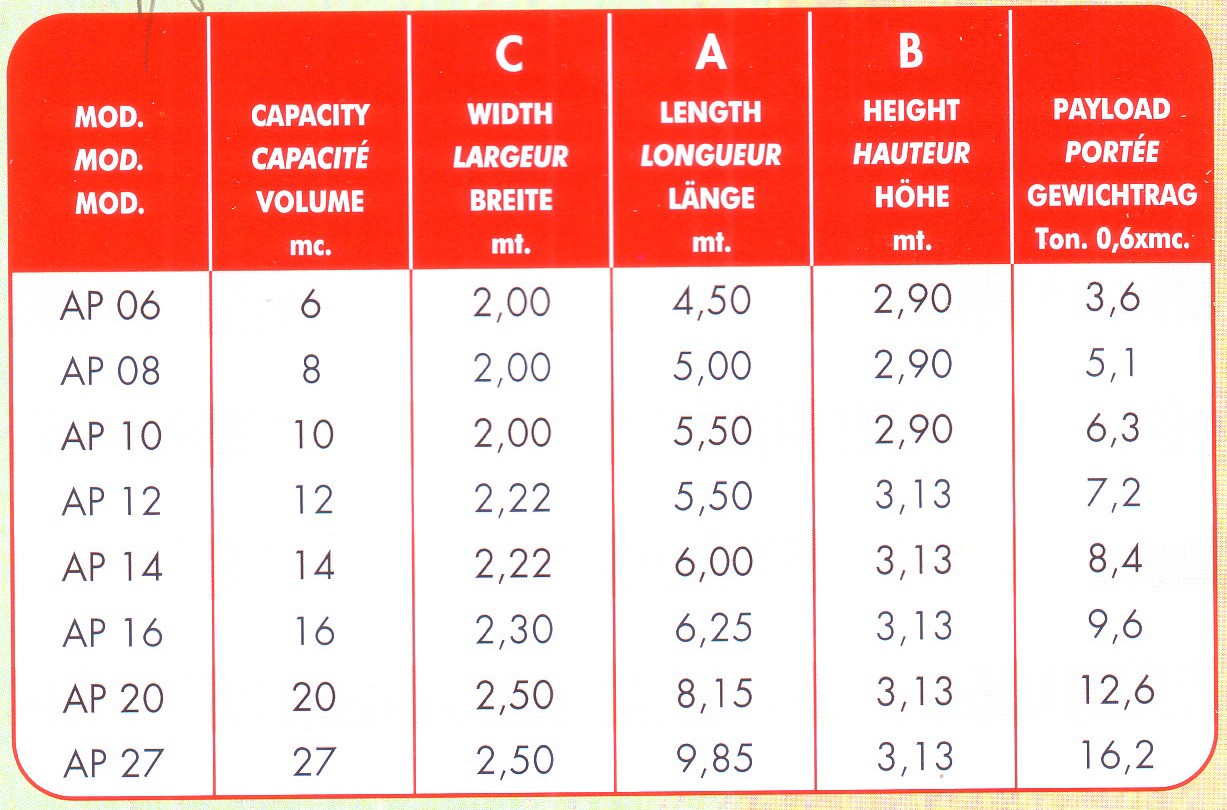 C A B
MOD. CAPACITY WIDTH LENGTH HEIGHT PAYLOAD
MOD. CAPACITÉ LARGEUR LONGUEUR HAUTEUR PORTÉE
MOD. VOLUME BREITE LÄNGE HÖHE GEWICHTRAG
mc. mt. mt. mt. Ton. 0,6xmc.
AP 06 6 2,00 4,50 2,90 3,6
AP 08 8 2,00 5,00 2,90 5,1
AP 10 10 2,00 5,50 2,90 6,3
AP 12 12 2,22 5,50 3,13 7,2
AP 14 14 2,22 6,00 3,13 8,4
AP 16 16 2,30 6,25 3,13 9,6
AP 20 20 2,50 8,15 3,13 12,6
AP 27 27 2,50 9,85 3,13 16,2